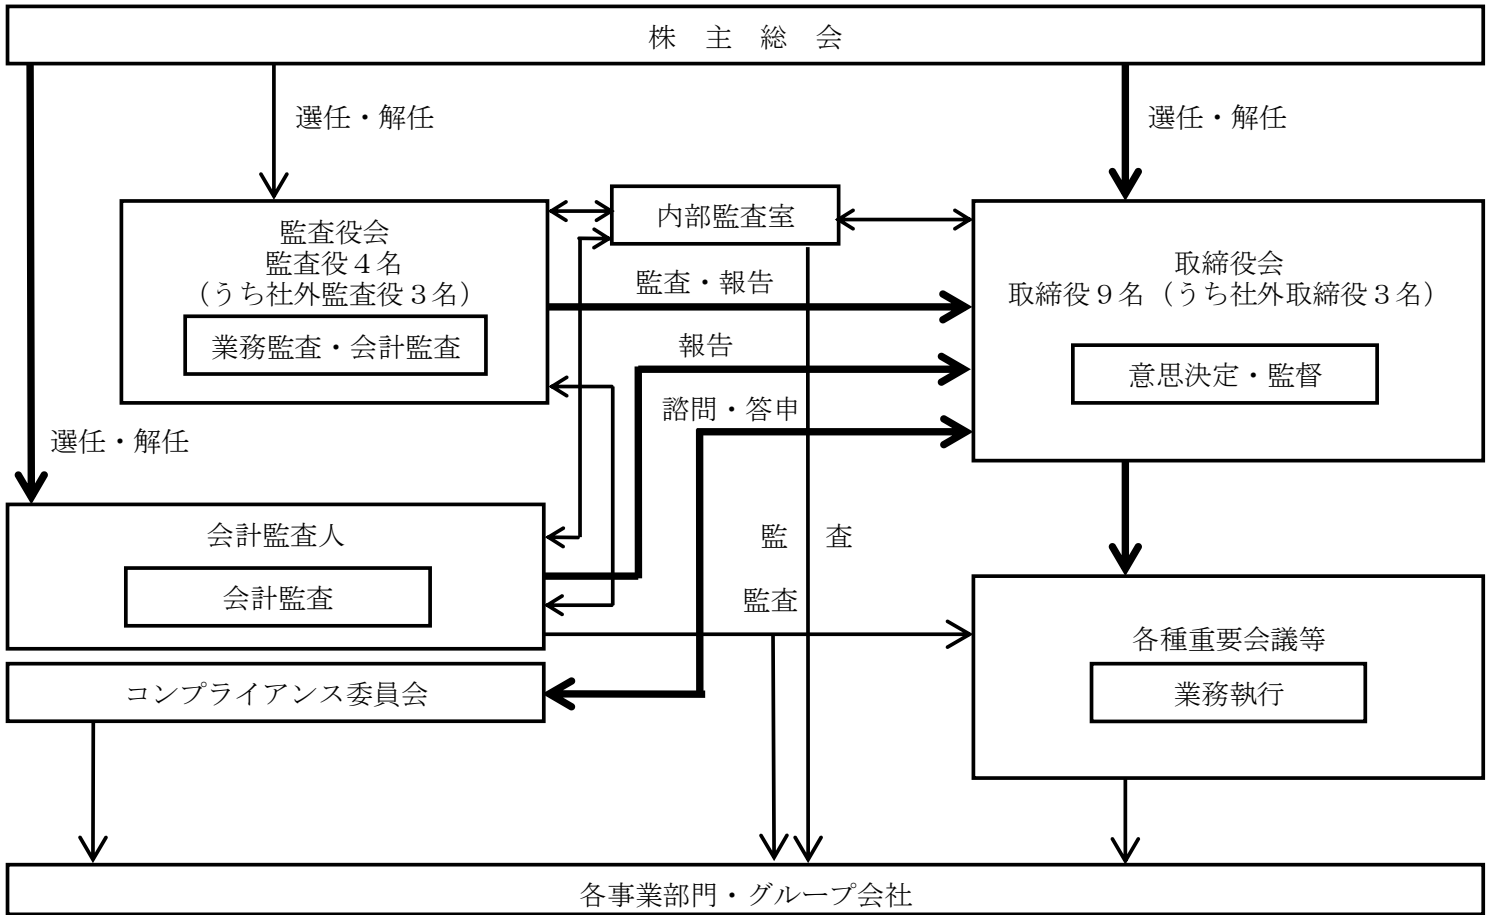 株　主　総　会
選任・解任
選任・解任
内部監査室
監査役会
監査役４名
（うち社外監査役３名）
業務監査・会計監査
取締役会
取締役９名（うち社外取締役３名）
意思決定・監督
監査・報告
報告
諮問・答申
選任・解任
会計監査人
会計監査
監　査
監査
各種重要会議等
業務執行
コンプライアンス委員会
各事業部門・グループ会社